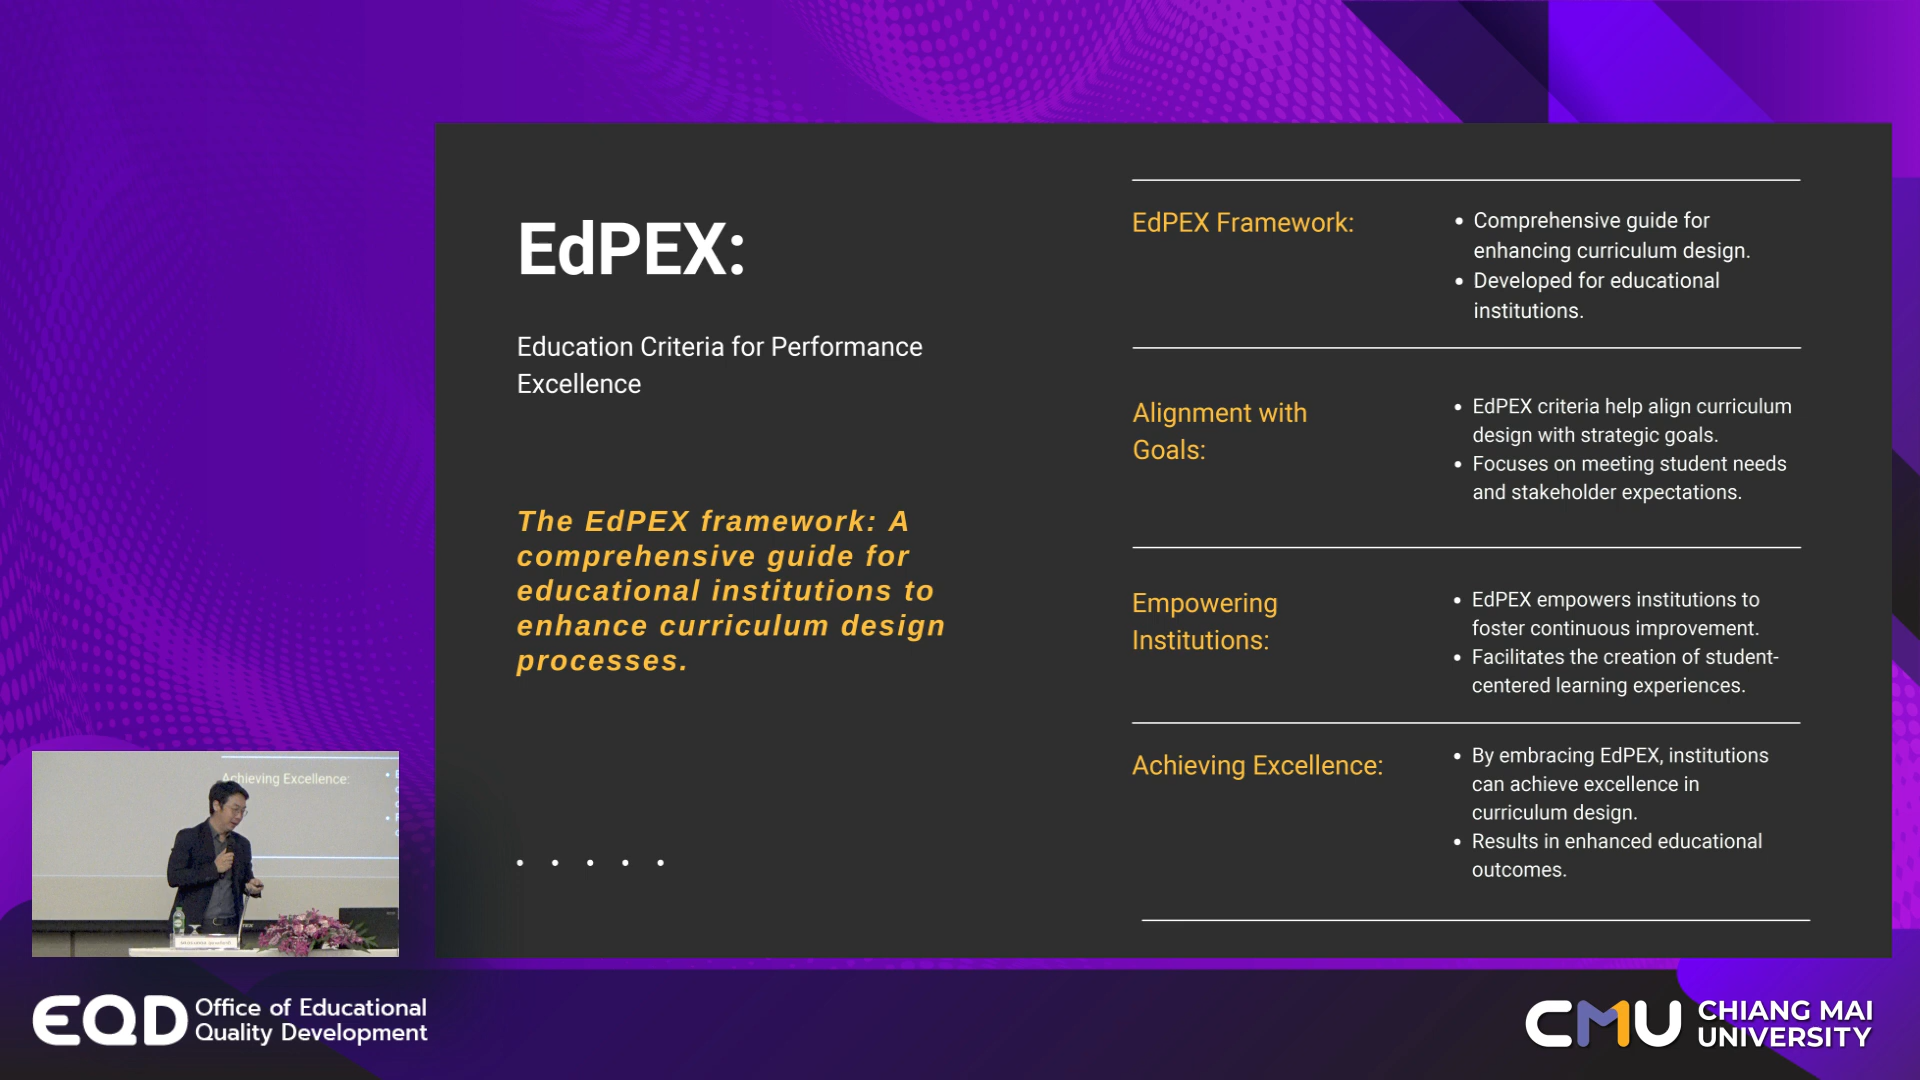 EdPEX:
Education Criteria for Performance
Excellence
The EdPEX framework: A
comprehensive guide for
educational institutions to
enhance curriculum design
processes.
EdPEX Framework:
• Comprehensive guide for
enhancing curriculum design.
• Developed for educational
institutions.
Alignment with
Goals:
• EdPEX criteria help align curriculum
design with strategic goals.
• Focuses on meeting student needs
and stakeholder expectations.
Empowering
Institutions:
• EdPEX empowers institutions to
foster continuous improvement.
• Facilitates the creation of student-
centered learning experiences.
Achieving Excellence:
• By embracing EdPEX, institutions
can achieve excellence in
curriculum design.
• Results in enhanced educational
outcomes.
Achieving Excellence:
EQD Office of Educational
Quality Development
CMU CHIANG MAI
UNIVERSITY